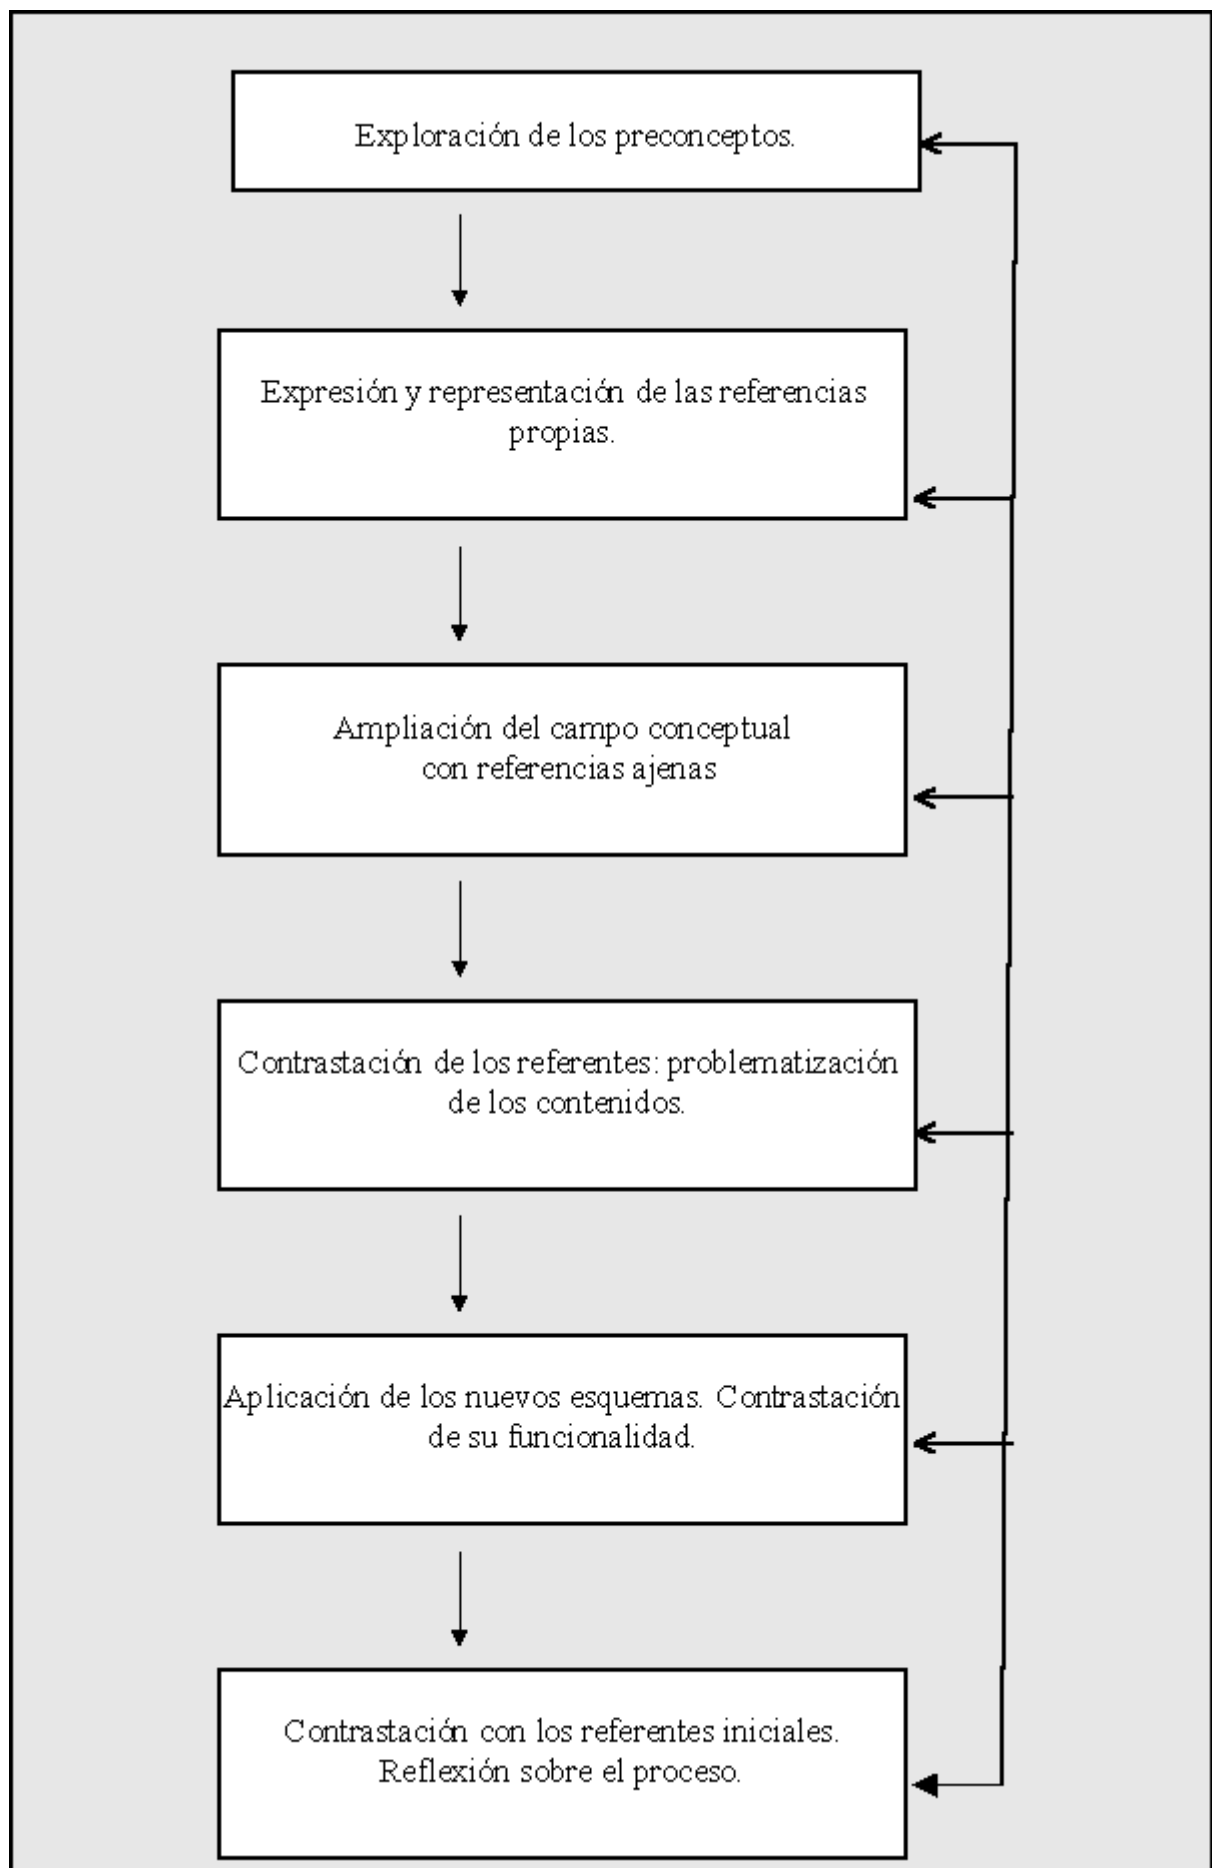 Exploración de los preconceptos.
Expresión y representación de las referencias
propias.
Ampliación del campo conceptual
con referencias ajenas
Contrastación de los referentes: problematización
de los contenidos.
Aplicación de los nuevos esquemas. Contrastación
de su funcionalidad.
Contrastación con los referentes iniciales.
Reflexión sobre el proceso.